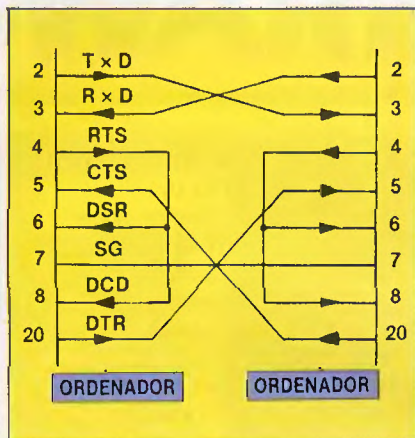 2 T × D 2
3 R × D 3
4 RTS 4
5 CTS 5
6 DSR 6
7 SG 7
8 DCD 8
20 DTR 20
ORDENADOR ORDENADOR